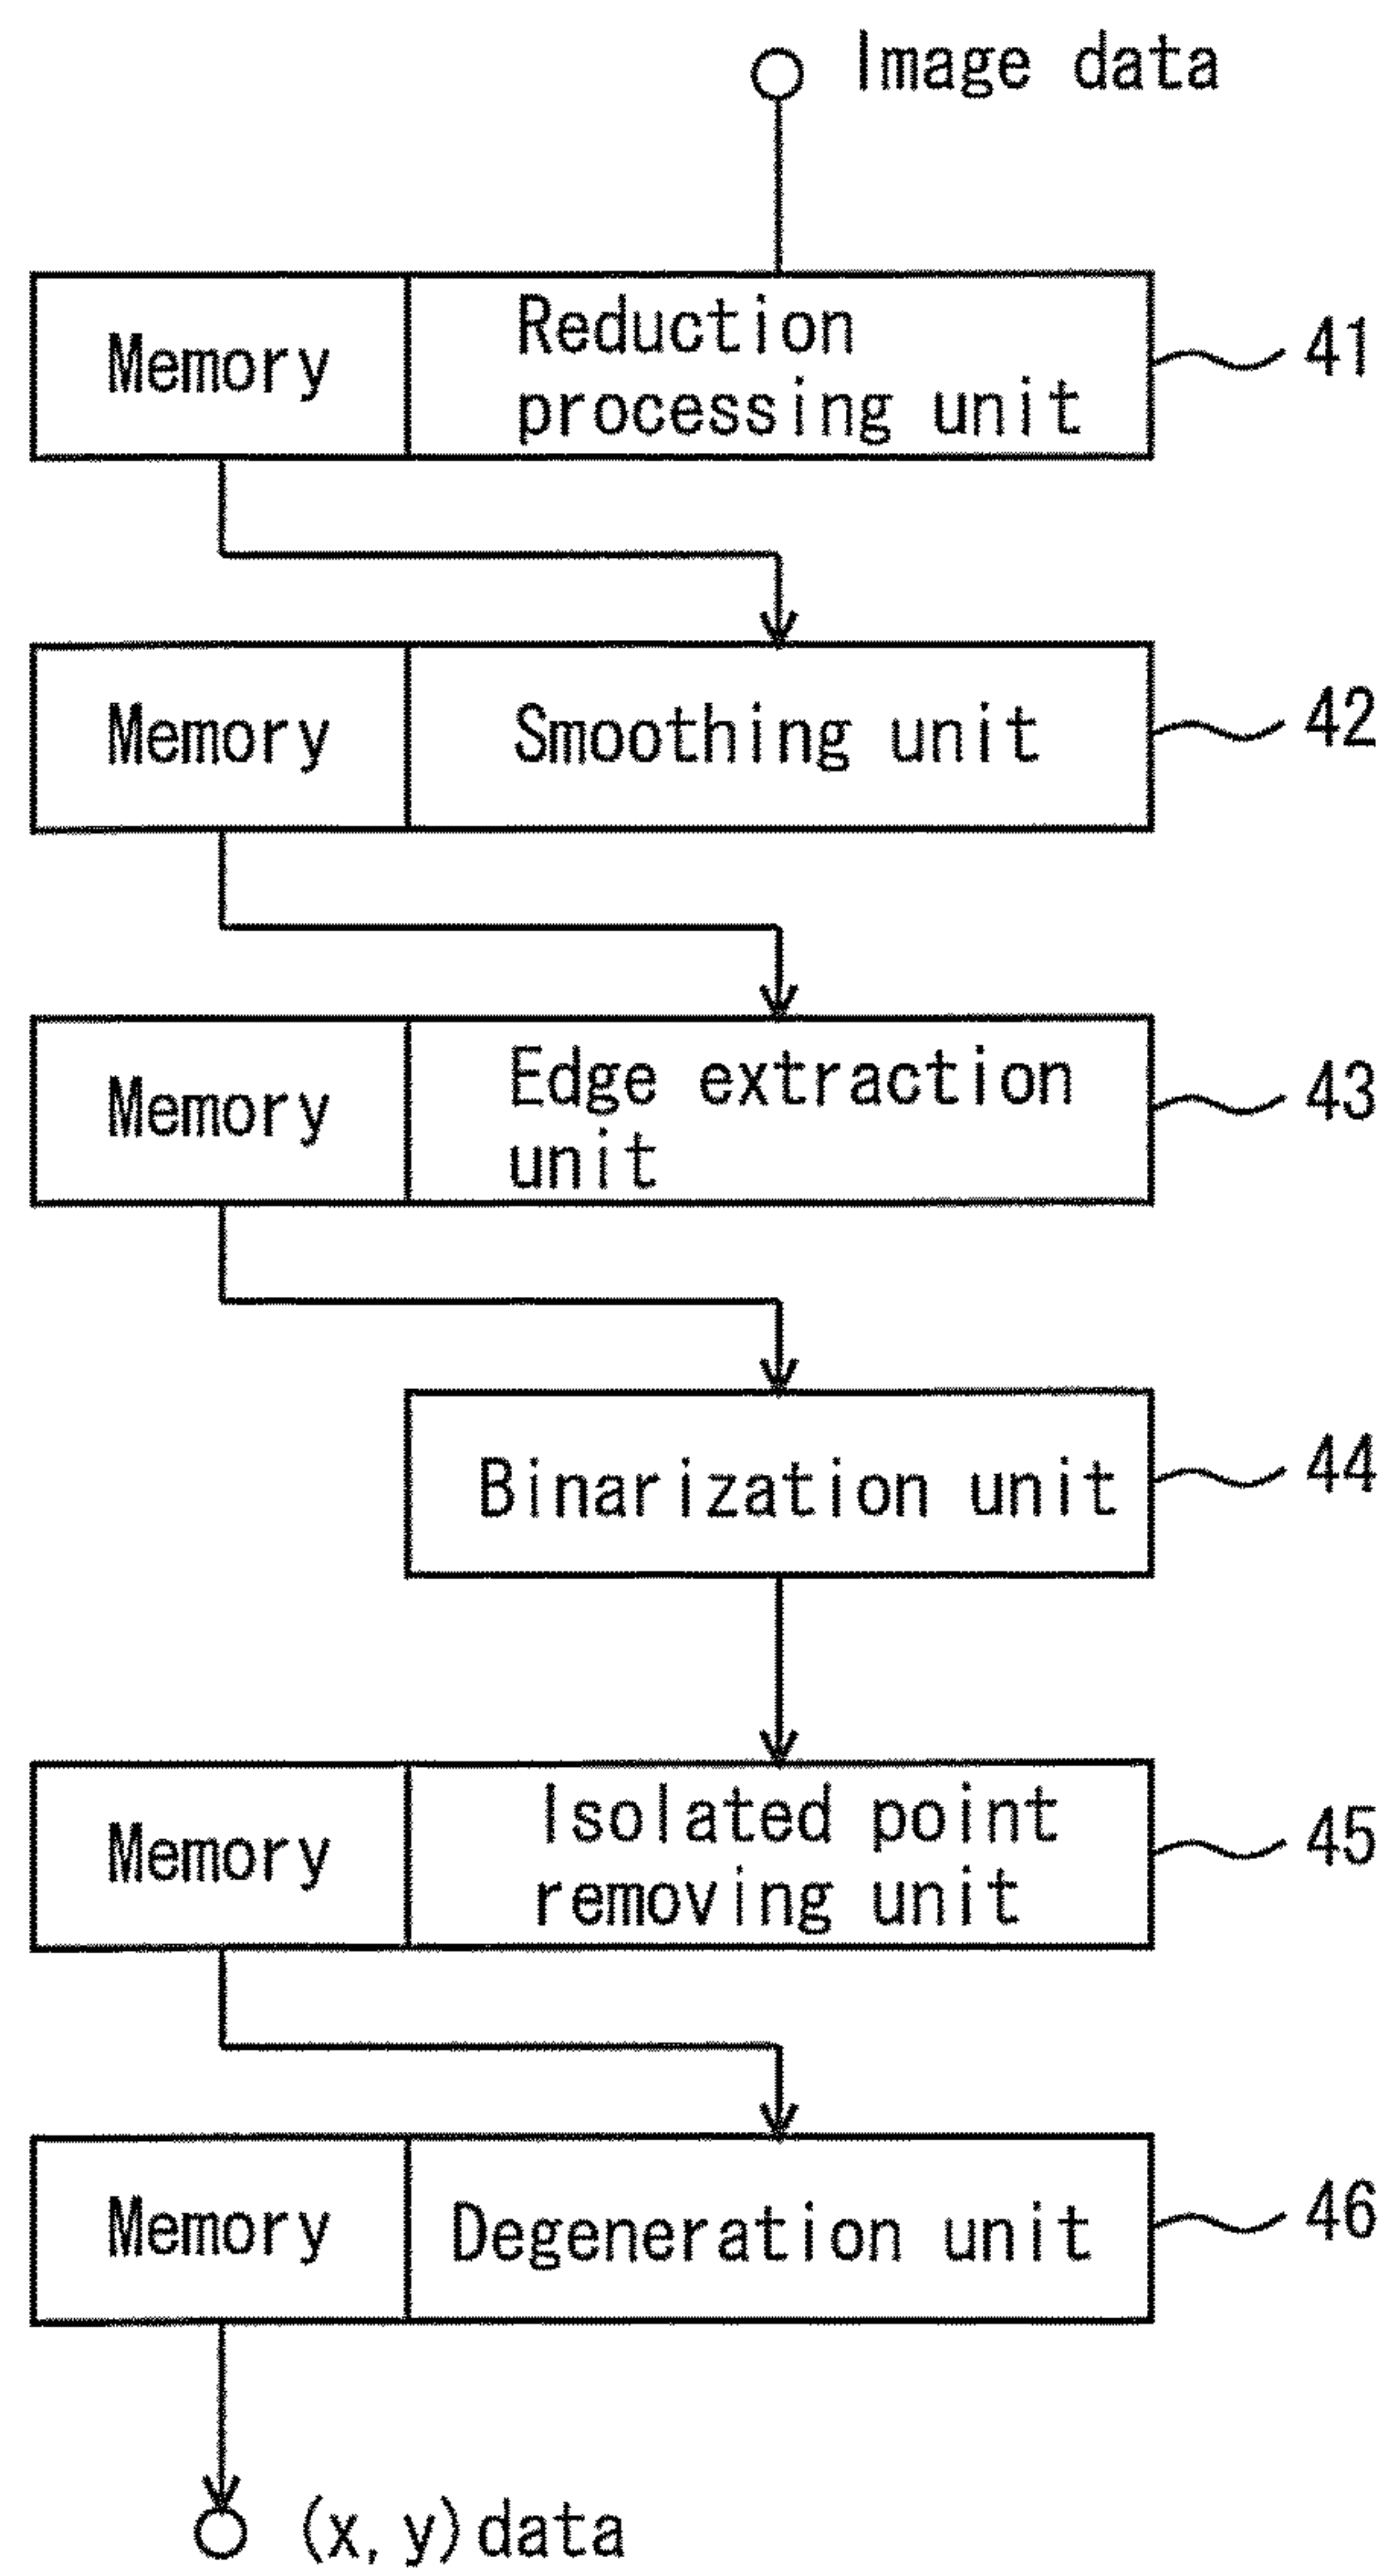 Image data
Memory
Reduction
processing unit
41
Memory
Smoothing unit
42
Memory
Edge extraction
unit
43
Binarization unit
44
Memory
Isolated point
removing unit
45
Memory
Degeneration unit
46
(x, y) data